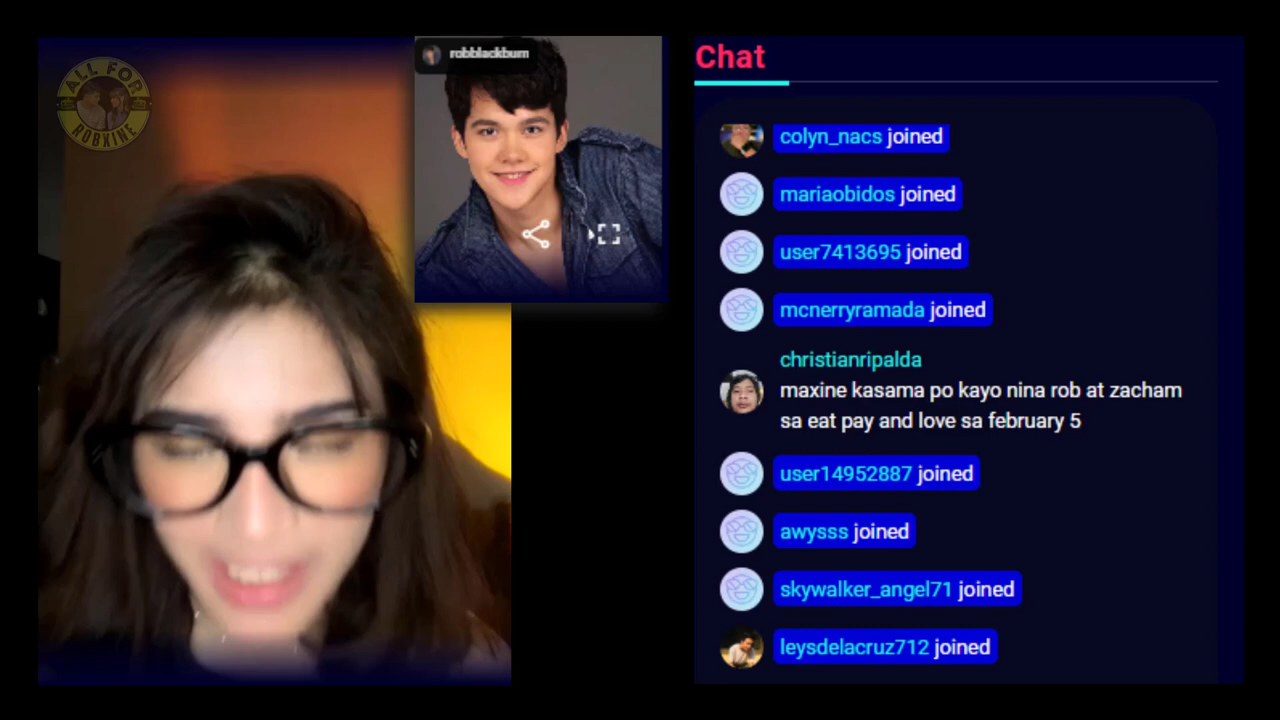 ALL FOR
ROBXINE
robblackburn
Chat
colyn_nacs joined
mariaobidos joined
user7413695 joined
mcnerryramada joined
christianripalda
maxine kasama po kayo nina rob at zacham
sa eat pay and love sa february 5
user14952887 joined
awysss joined
skywalker_angel71 joined
leysdelacruz712 joined